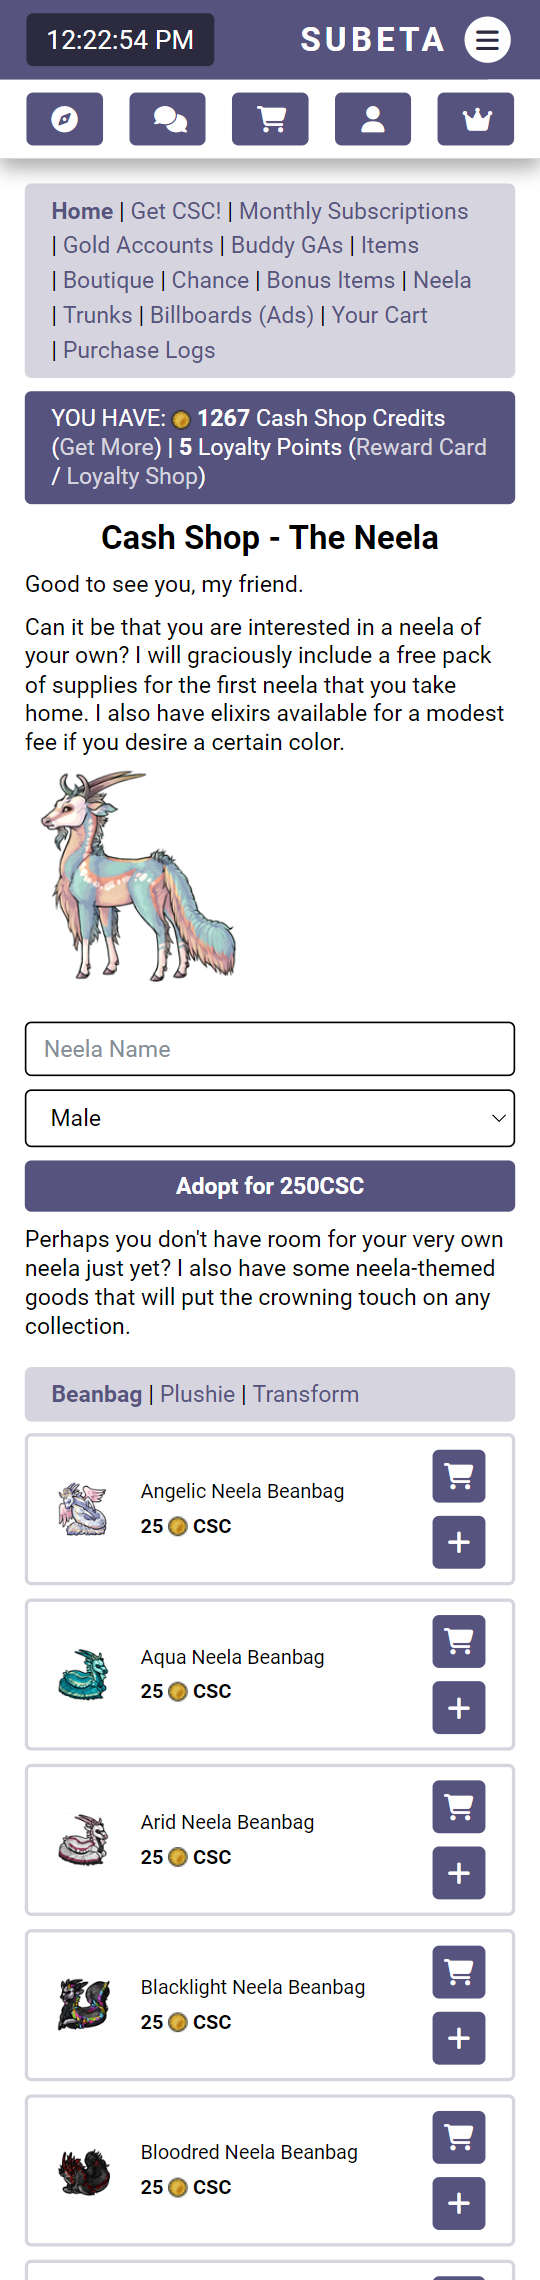 12:22:54 PM
SUBETA
Home | Get CSC! | Monthly Subscriptions
| Gold Accounts | Buddy GAs | Items
| Boutique | Chance | Bonus Items | Neela
| Trunks | Billboards (Ads) | Your Cart
| Purchase Logs
YOU HAVE: 1267 Cash Shop Credits
(Get More) | 5 Loyalty Points (Reward Card
/ Loyalty Shop)
Cash Shop - The Neela
Good to see you, my friend.
Can it be that you are interested in a neela of
your own? I will graciously include a free pack
of supplies for the first neela that you take
home. I also have elixirs available for a modest
fee if you desire a certain color.
Neela Name
Male
Adopt for 250CSC
Perhaps you don't have room for your very own
neela just yet? I also have some neela-themed
goods that will put the crowning touch on any
collection.
Beanbag | Plushie | Transform
Angelic Neela Beanbag
25 CSC
Aqua Neela Beanbag
25 CSC
Arid Neela Beanbag
25 CSC
Blacklight Neela Beanbag
25 CSC
Bloodred Neela Beanbag
25 CSC